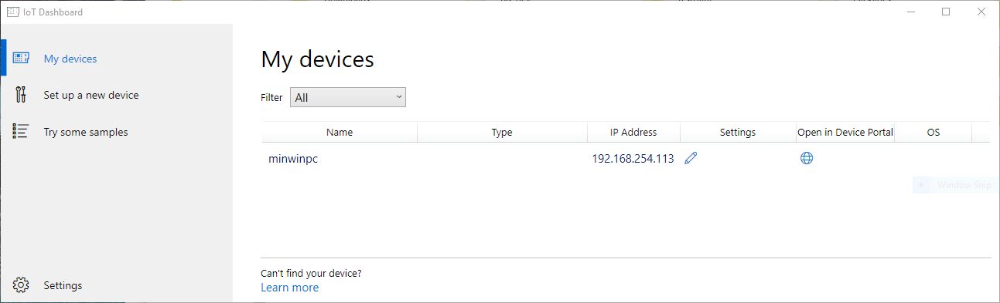 IoT Dashboard
My devices
Set up a new device
Try some samples
Settings
My devices
Filter All
Name Type IP Address Settings Open in Device Portal OS
minwinpc 192.168.254.113
Window Snip
Can't find your device?
Learn more